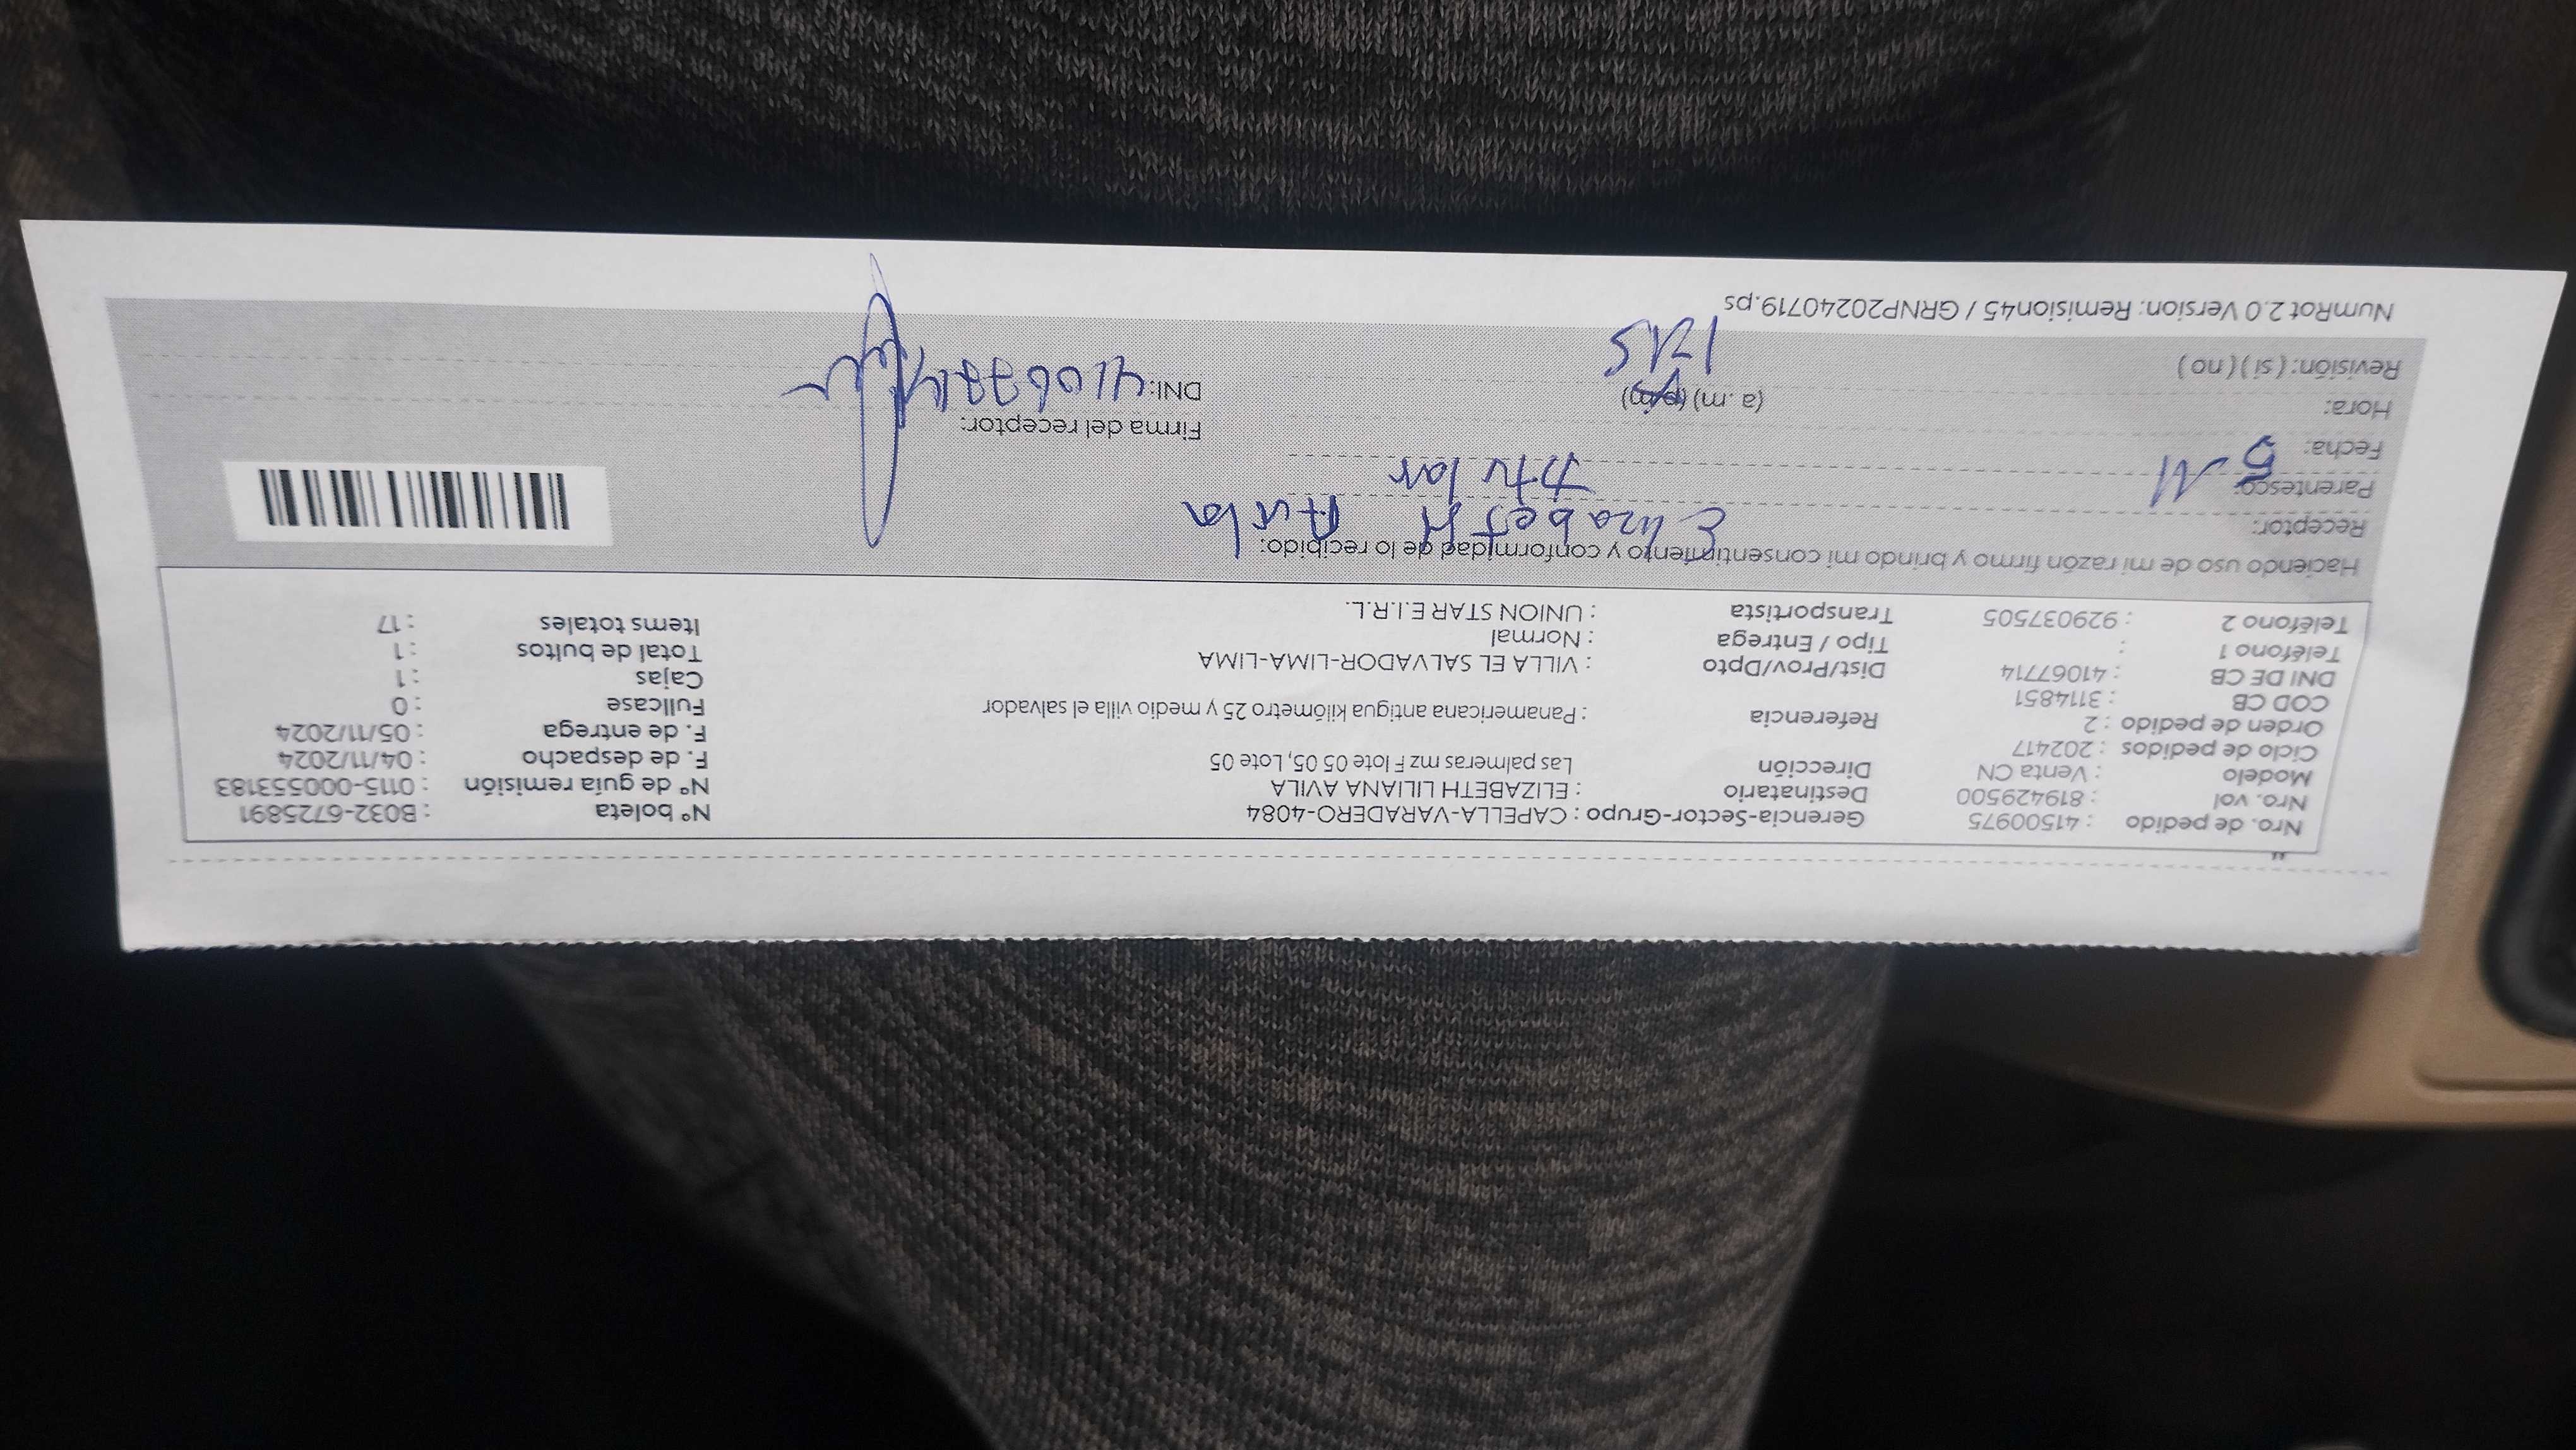 Nro. de pedido : 41500975 Gerencia-Sector-Grupo : CAPELLA-VARADERO-4084 N° boleta : B032-6725891
Nro. vol : 819429500 Destinatario : ELIZABETH LILIANA AVILA N° de guía remisión : 0115-000553183
Modelo : Venta CN Dirección Las palmeras mz F lote 05 05, Lote 05 F. de despacho : 04/11/2024
Ciclo de pedidos : 202417 F. de entrega : 05/11/2024
Orden de pedido : 2 Referencia : Panamericana antigua kilómetro 25 y medio villa el salvador Fullcase : 0
COD CB : 3114851 Cajas : 1
DNI DE CB : 41067714 Dist/Prov/Dpto : VILLA EL SALVADOR-LIMA-LIMA Total de bultos : 1
Teléfono 1 : Tipo / Entrega : Normal Items totales : 17
Teléfono 2 : 929037505 Transportista : UNION STAR E.I.R.L.
Haciendo uso de mi razón firmo y brindo mi consentimiento y conformidad de lo recibido:
Receptor: Elizabeth Avila
Parentesco: Titular
Fecha: 5 M
Hora: (a.m) (p.m) Firma del receptor:
Revisión: ( si ) ( no ) 1215 DNI: 41067714
NumRot 2.0 Version: Remision45 / GRNP20240719.ps